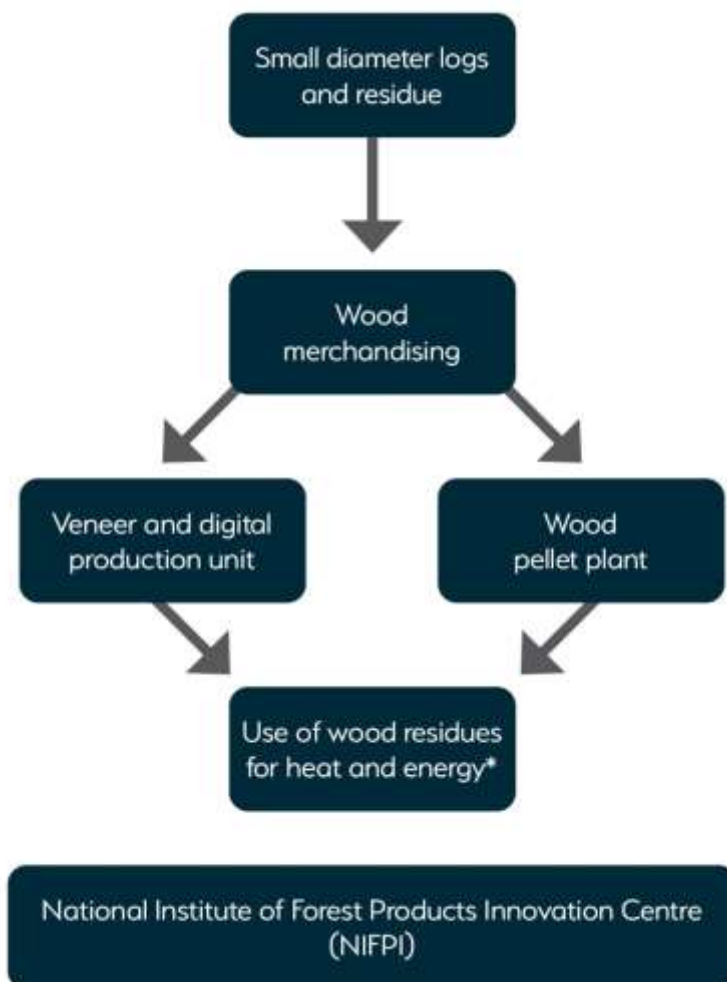 Small diameter logs
and residue
Wood
merchandising
Veneer and digital
production unit
Wood
pellet plant
Use of wood residues
for heat and energy*
National Institute of Forest Products Innovation Centre
(NIFPI)